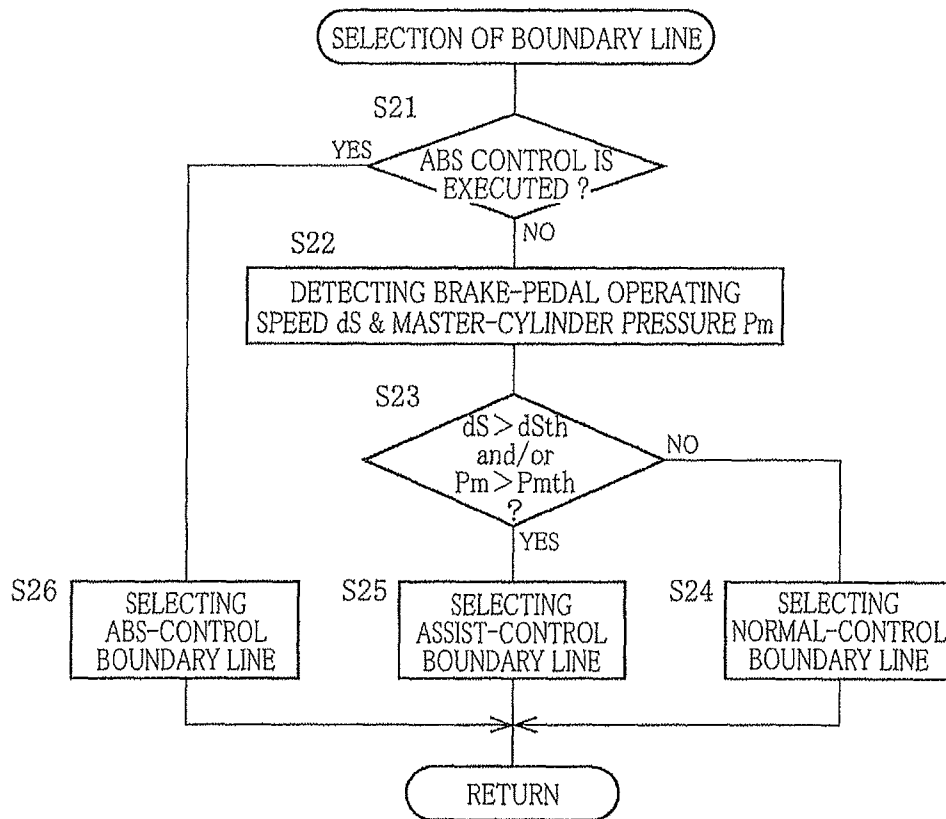 SELECTION OF BOUNDARY LINE
S21
YES
ABS CONTROL IS
EXECUTED ?
NO
S22
DETECTING BRAKE-PEDAL OPERATING
SPEED dS & MASTER-CYLINDER PRESSURE Pm
S23
dS > dSth
and/or
Pm > Pmth
?
NO
YES
S26
SELECTING
ABS-CONTROL
BOUNDARY LINE
S25
SELECTING
ASSIST-CONTROL
BOUNDARY LINE
S24
SELECTING
NORMAL-CONTROL
BOUNDARY LINE
RETURN